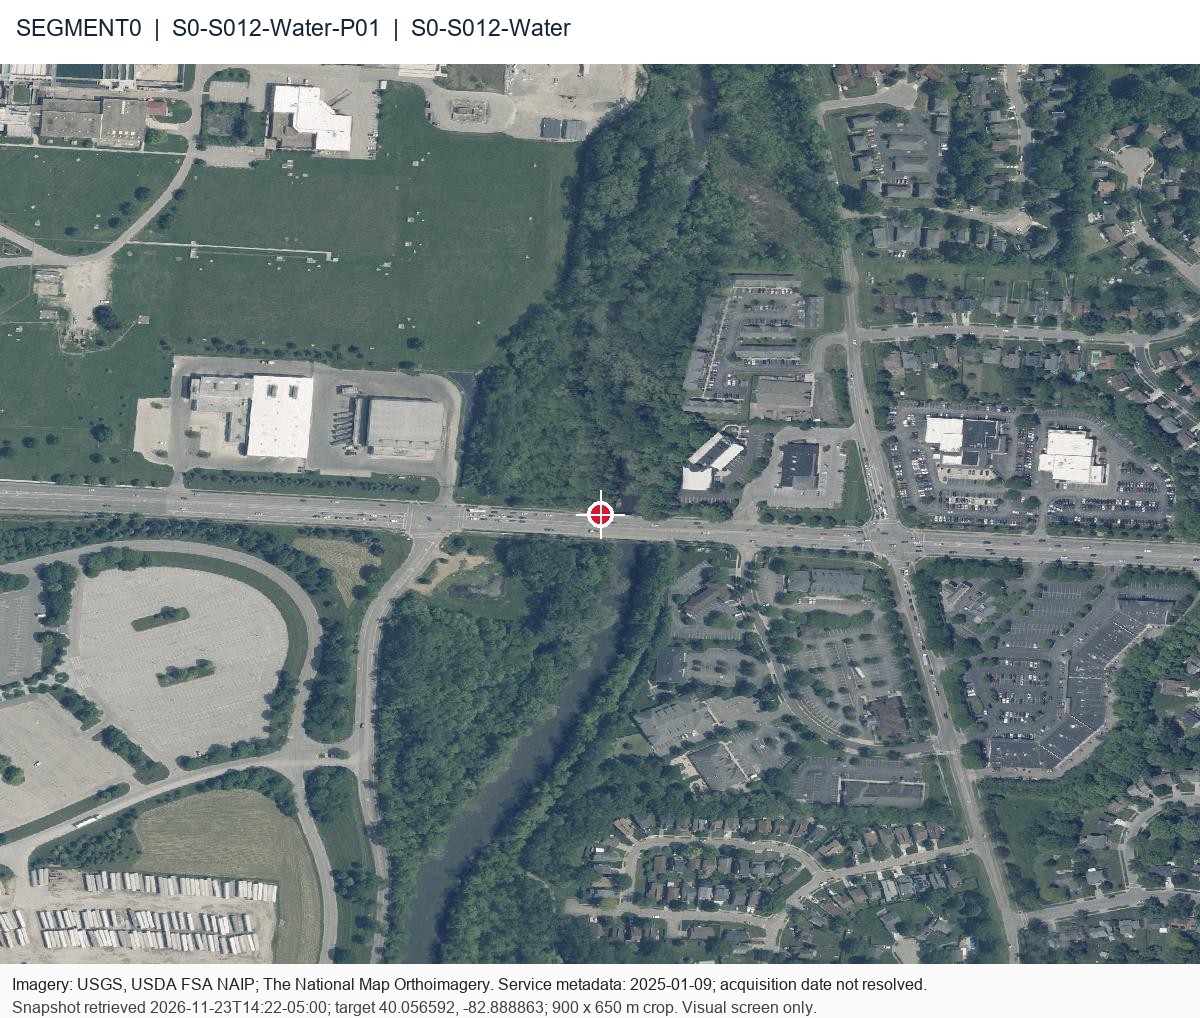 SEGMENT0 | S0-S012-Water-P01 | S0-S012-Water
Imagery: USGS, USDA FSA NAIP; The National Map Orthoimagery. Service metadata: 2025-01-09; acquisition date not resolved.
Snapshot retrieved 2026-11-23T14:22-05:00; target 40.056592, -82.888863; 900 x 650 m crop. Visual screen only.